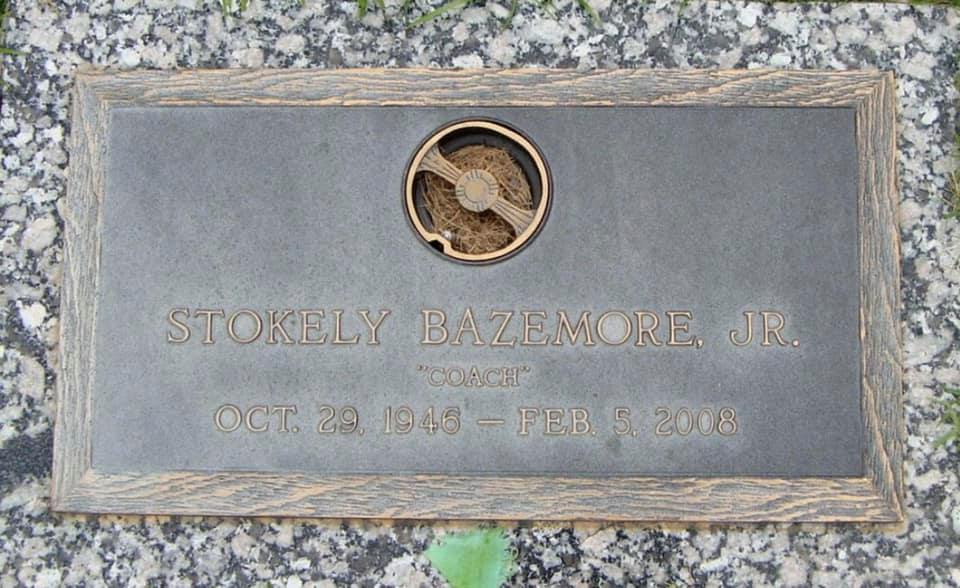 STOKELY BAZEMORE, JR.
"COACH"
OCT. 29, 1946 — FEB. 5, 2008